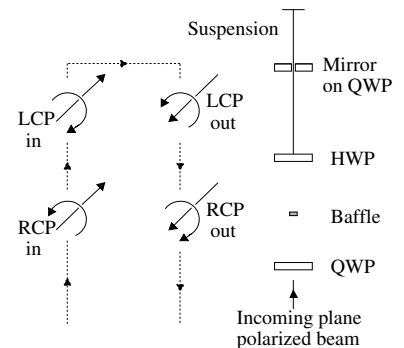 Suspension
Mirror
on QWP
LCP
in
LCP
out
HWP
RCP
in
RCP
out
Baffle
QWP
Incoming plane
polarized beam